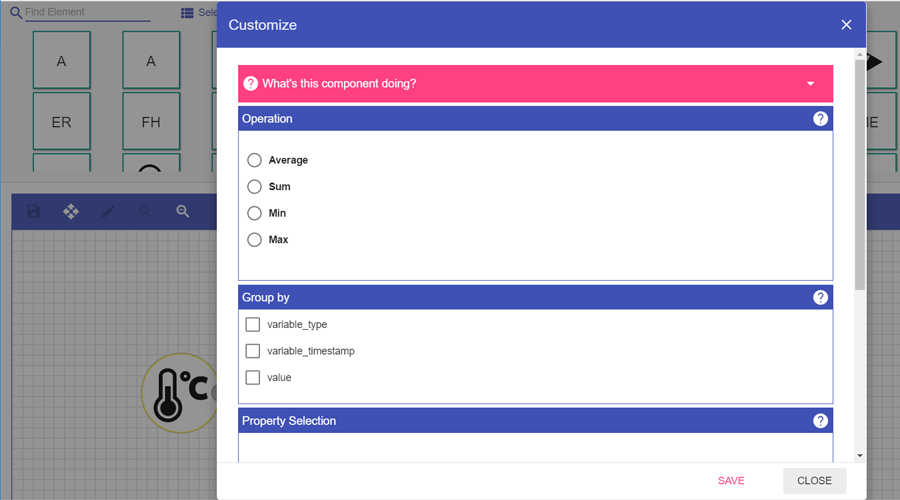 Find Element
Sele
Customize
A
A
ER
FH
ME
What's this component doing?
Operation
Average
Sum
Min
Max
Group by
variable_type
variable_timestamp
value
°C
Property Selection
SAVE
CLOSE